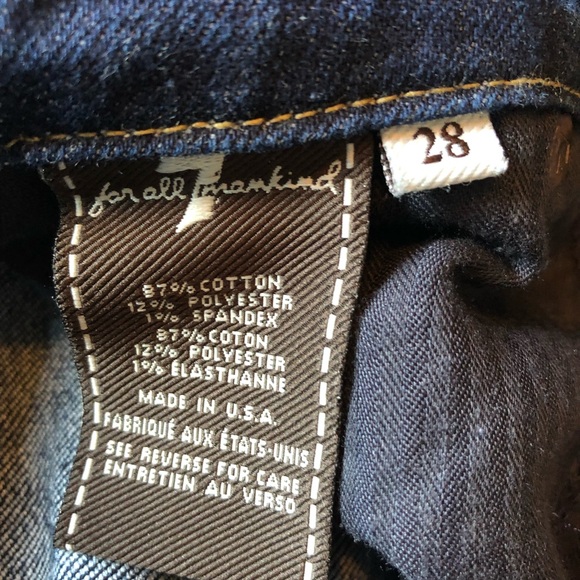 7
for all mankind
28
87% COTTON
12% POLYESTER
1% SPANDEX
87% COTON
12% POLYESTER
1% ÉLASTHANNE
MADE IN U.S.A.
FABRIQUÉ AUX ÉTATS-UNIS
SEE REVERSE FOR CARE
ENTRETIEN AU VERSO